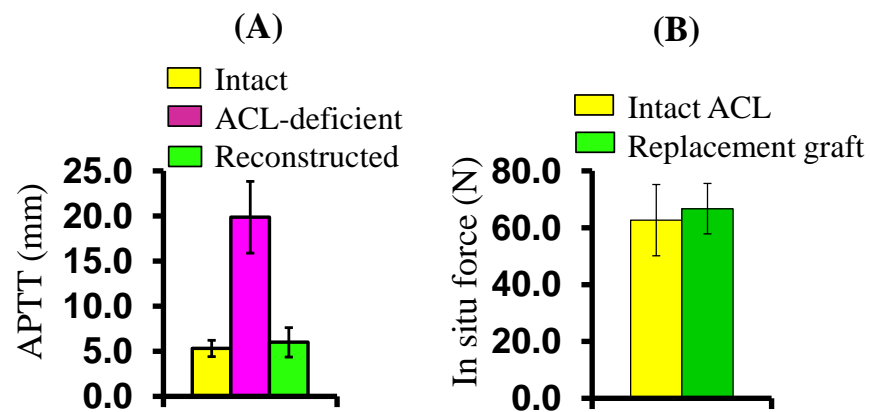 (A)
Intact
ACL-deficient
Reconstructed
APTT (mm)
25.0
20.0
15.0
10.0
5.0
0.0
(B)
Intact ACL
Replacement graft
In situ force (N)
80.0
60.0
40.0
20.0
0.0